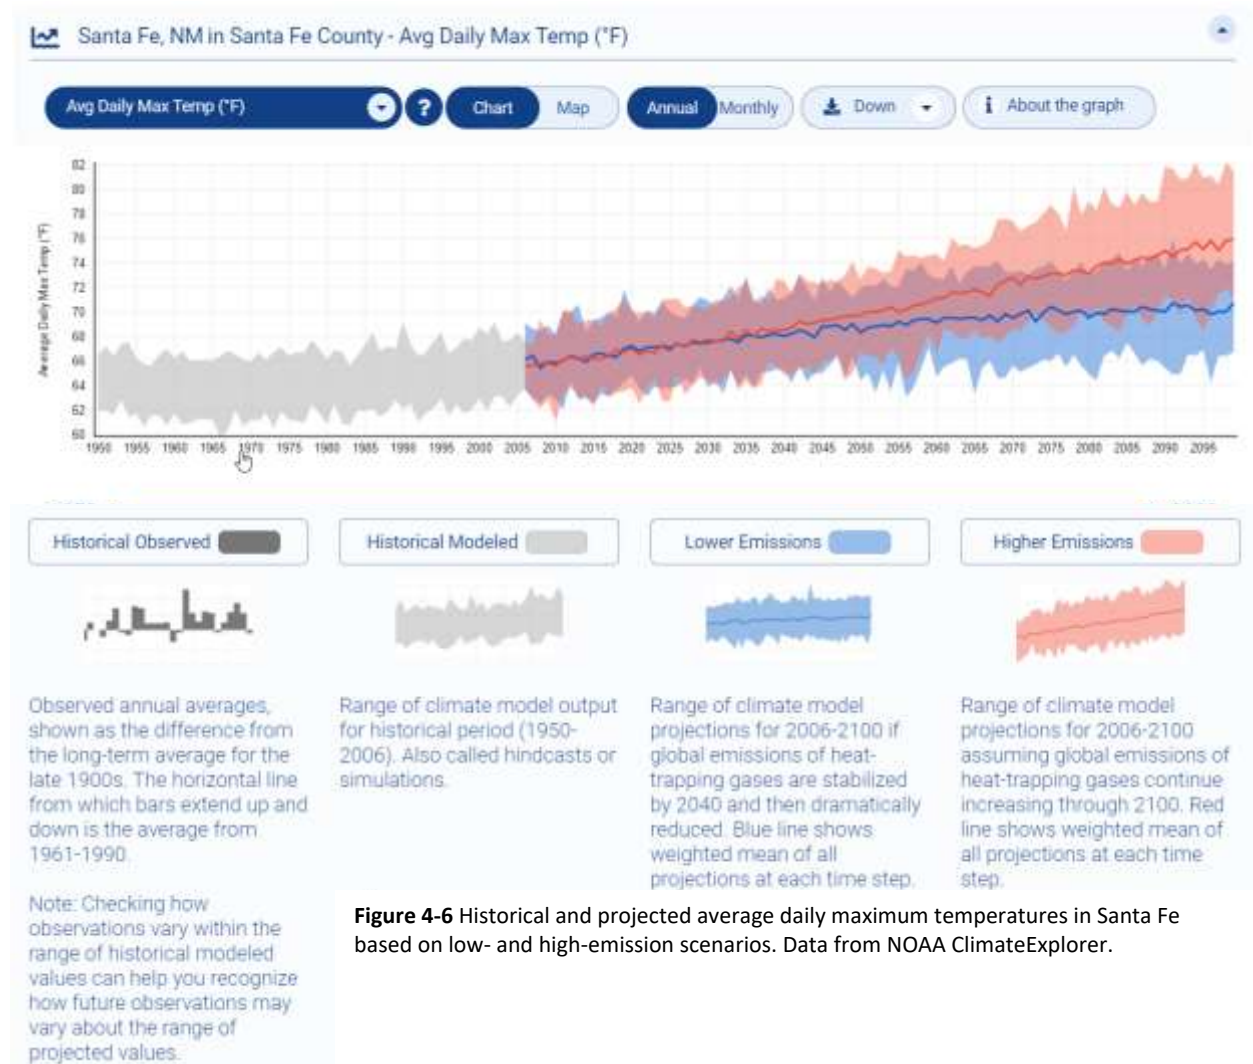 Santa Fe, NM in Santa Fe County - Avg Daily Max Temp (°F)
Avg Daily Max Temp (°F)
?
Chart
Map
Annual
Monthly
Down
i About the graph
Average Daily Max Temp (°F)
82
80
78
76
74
72
70
68
66
64
62
60
1950 1955 1960 1965 1970 1975 1980 1985 1990 1995 2000 2005 2010 2015 2020 2025 2030 2035 2040 2045 2050 2055 2060 2065 2070 2075 2080 2085 2090 2095
Historical Observed
Observed annual averages,
shown as the difference from
the long-term average for the
late 1900s. The horizontal line
from which bars extend up and
down is the average from
1961-1990.
Note: Checking how
observations vary within the
range of historical modeled
values can help you recognize
how future observations may
vary about the range of
projected values.
Historical Modeled
Range of climate model output
for historical period (1950-
2006). Also called hindcasts or
simulations.
Lower Emissions
Range of climate model
projections for 2006-2100 if
global emissions of heat-
trapping gases are stabilized
by 2040 and then dramatically
reduced. Blue line shows
weighted mean of all
projections at each time step.
Higher Emissions
Range of climate model
projections for 2006-2100
assuming global emissions of
heat-trapping gases continue
increasing through 2100. Red
line shows weighted mean of
all projections at each time
step.
Figure 4-6 Historical and projected average daily maximum temperatures in Santa Fe
based on low- and high-emission scenarios. Data from NOAA ClimateExplorer.